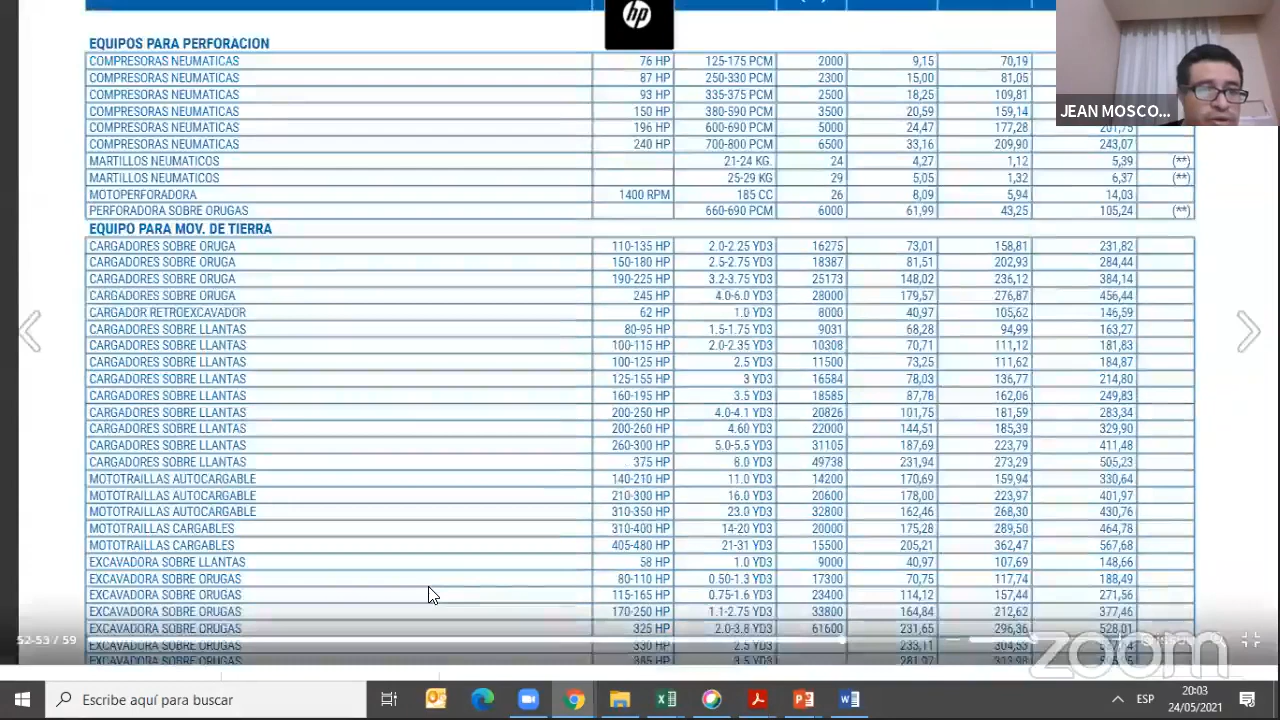 hp
JEAN MOSCO...
EQUIPOS PARA PERFORACION
COMPRESORAS NEUMATICAS 76 HP 125-175 PCM 2000 9,15 70,19
COMPRESORAS NEUMATICAS 87 HP 250-330 PCM 2300 15,00 81,05
COMPRESORAS NEUMATICAS 93 HP 335-375 PCM 2500 18,25 109,81
COMPRESORAS NEUMATICAS 150 HP 380-590 PCM 3500 20,59 159,14
COMPRESORAS NEUMATICAS 196 HP 600-690 PCM 5000 24,47 177,28 201,75
COMPRESORAS NEUMATICAS 240 HP 700-800 PCM 6500 33,16 209,90 243,07
MARTILLOS NEUMATICOS 21-24 KG. 24 4,27 1,12 5,39 (**)
MARTILLOS NEUMATICOS 25-29 KG 29 5,05 1,32 6,37 (**)
MOTOPERFORADORA 1400 RPM 185 CC 26 8,09 5,94 14,03
PERFORADORA SOBRE ORUGAS 660-690 PCM 6000 61,99 43,25 105,24 (**)
EQUIPO PARA MOV. DE TIERRA
CARGADORES SOBRE ORUGA 110-135 HP 2.0-2.25 YD3 16275 73,01 158,81 231,82
CARGADORES SOBRE ORUGA 150-180 HP 2.5-2.75 YD3 18387 81,51 202,93 284,44
CARGADORES SOBRE ORUGA 190-225 HP 3.2-3.75 YD3 25173 148,02 236,12 384,14
CARGADORES SOBRE ORUGA 245 HP 4.0-6.0 YD3 28000 179,57 276,87 456,44
CARGADOR RETROEXCAVADOR 62 HP 1.0 YD3 8000 40,97 105,62 146,59
CARGADORES SOBRE LLANTAS 80-95 HP 1.5-1.75 YD3 9031 68,28 94,99 163,27
CARGADORES SOBRE LLANTAS 100-115 HP 2.0-2.35 YD3 10308 70,71 111,12 181,83
CARGADORES SOBRE LLANTAS 100-125 HP 2.5 YD3 11500 73,25 111,62 184,87
CARGADORES SOBRE LLANTAS 125-155 HP 3 YD3 16584 78,03 136,77 214,80
CARGADORES SOBRE LLANTAS 160-195 HP 3.5 YD3 18585 87,78 162,06 249,83
CARGADORES SOBRE LLANTAS 200-250 HP 4.0-4.1 YD3 20826 101,75 181,59 283,34
CARGADORES SOBRE LLANTAS 200-260 HP 4.60 YD3 22000 144,51 185,39 329,90
CARGADORES SOBRE LLANTAS 260-300 HP 5.0-5.5 YD3 31105 187,69 223,79 411,48
CARGADORES SOBRE LLANTAS 375 HP 8.0 YD3 49738 231,94 273,29 505,23
MOTOTRAILLAS AUTOCARGABLE 140-210 HP 11.0 YD3 14200 170,69 159,94 330,64
MOTOTRAILLAS AUTOCARGABLE 210-300 HP 16.0 YD3 20600 178,00 223,97 401,97
MOTOTRAILLAS AUTOCARGABLE 310-350 HP 23.0 YD3 32800 162,46 268,30 430,76
MOTOTRAILLAS CARGABLES 310-400 HP 14-20 YD3 20000 175,28 289,50 464,78
MOTOTRAILLAS CARGABLES 405-480 HP 21-31 YD3 15500 205,21 362,47 567,68
EXCAVADORA SOBRE LLANTAS 58 HP 1.0 YD3 9000 40,97 107,69 148,66
EXCAVADORA SOBRE ORUGAS 80-110 HP 0.50-1.3 YD3 17300 70,75 117,74 188,49
EXCAVADORA SOBRE ORUGAS 115-165 HP 0.75-1.6 YD3 23400 114,12 157,44 271,56
EXCAVADORA SOBRE ORUGAS 170-250 HP 1.1-2.75 YD3 33800 164,84 212,62 377,46
EXCAVADORA SOBRE ORUGAS 325 HP 2.0-3.8 YD3 61600 231,65 296,36 528,01
EXCAVADORA SOBRE ORUGAS 330 HP 2.5 YD3 233,11 304,53
EXCAVADORA SOBRE ORUGAS 385 HP 3.5 YD3
52-53 / 59
zoom
Escribe aquí para buscar
ESP
20:03
24/05/2021